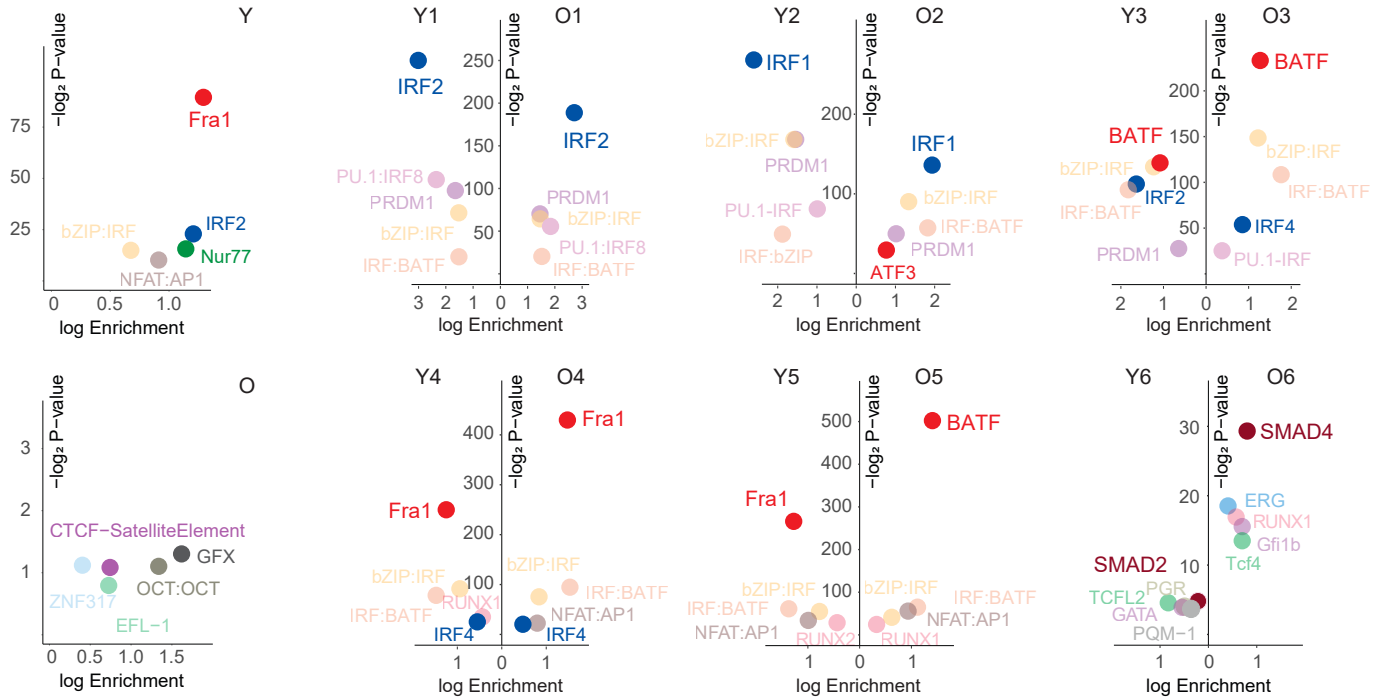 Y
−log₂ P-value
75
50
25
Fra1
bZIP:IRF
IRF2
Nur77
NFAT:AP1
0
0.5
1.0
log Enrichment
Y1
O1
−log₂ P-value
250
200
150
100
50
IRF2
IRF2
PU.1:IRF8
PRDM1
PRDM1
bZIP:IRF
bZIP:IRF
PU.1:IRF8
IRF:BATF
IRF:BATF
3
2
1
0
1
2
3
log Enrichment
Y2
O2
−log₂ P-value
200
100
IRF1
bZIP:IRF
PRDM1
IRF1
PU.1-IRF
bZIP:IRF
IRF:BATF
IRF:bZIP
PRDM1
ATF3
2
1
0
1
2
log Enrichment
Y3
O3
−log₂ P-value
200
150
100
50
BATF
BATF
bZIP:IRF
bZIP:IRF
IRF2
IRF:BATF
IRF:BATF
IRF4
PRDM1
PU.1-IRF
2
1
0
1
2
log Enrichment
O
−log₂ P-value
3
2
1
CTCF−SatelliteElement
GFX
OCT:OCT
ZNF317
EFL−1
0
0.5
1.0
1.5
log Enrichment
Y4
O4
−log₂ P-value
400
300
200
100
Fra1
Fra1
bZIP:IRF
bZIP:IRF
IRF:BATF
RUNX1
IRF:BATF
NFAT:AP1
IRF4
IRF4
1
0
1
log Enrichment
Y5
O5
−log₂ P-value
500
400
300
200
100
0
BATF
Fra1
bZIP:IRF
bZIP:IRF
IRF:BATF
IRF:BATF
NFAT:AP1
NFAT:AP1
RUNX2
RUNX1
1
0
1
log Enrichment
Y6
O6
−log₂ P-value
30
20
10
SMAD4
ERG
RUNX1
Gfi1b
Tcf4
SMAD2
PGR
TCFL2
GATA
PQM−1
1
0
1
log Enrichment